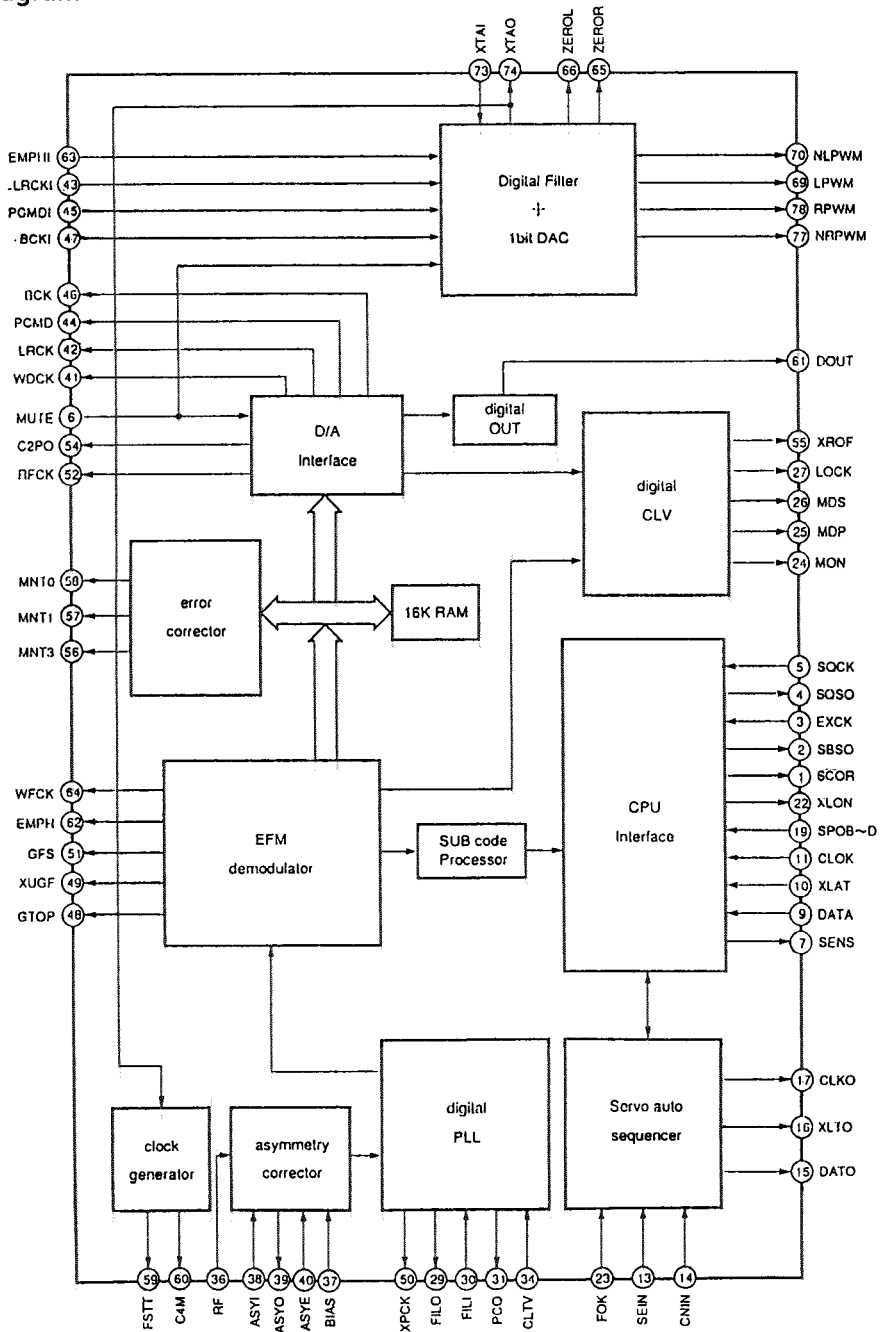 XTAI
XTAO
ZEROL
ZEROR
73
74
66
65
EMPHI 63
LRCKI 43
PCMDI 45
BCKI 47
Digital Filter
+
1bit DAC
70 NLPWM
69 LPWM
78 RPWM
77 NRPWM
BCK 46
PCMD 44
LRCK 42
WDCK 41
MUTE 6
C2PO 54
RFCK 52
D/A
Interface
digital
OUT
61 DOUT
digital
CLV
55 XROF
27 LOCK
26 MDS
25 MDP
24 MON
MNT0 58
MNT1 57
MNT3 56
error
corrector
16K RAM
5 SQCK
4 SQSO
3 EXCK
2 SBSO
1 SCOR
22 XLON
19 SPOB~D
11 CLOK
10 XLAT
9 DATA
7 SENS
CPU
Interface
WFCK 64
EMPH 62
GFS 51
XUGF 49
GTOP 48
EFM
demodulator
SUB code
Processor
clock
generator
asymmetry
corrector
digital
PLL
Servo auto
sequencer
17 CLKO
16 XLTO
15 DATO
59 60 36 38 39 40 37 50 29 30 31 34 23 13 14
FSTT
C4M
RF
ASYI
ASYO
ASYE
BIAS
XPCK
FILO
FILI
PCO
CLTV
FOK
SEIN
CNIN